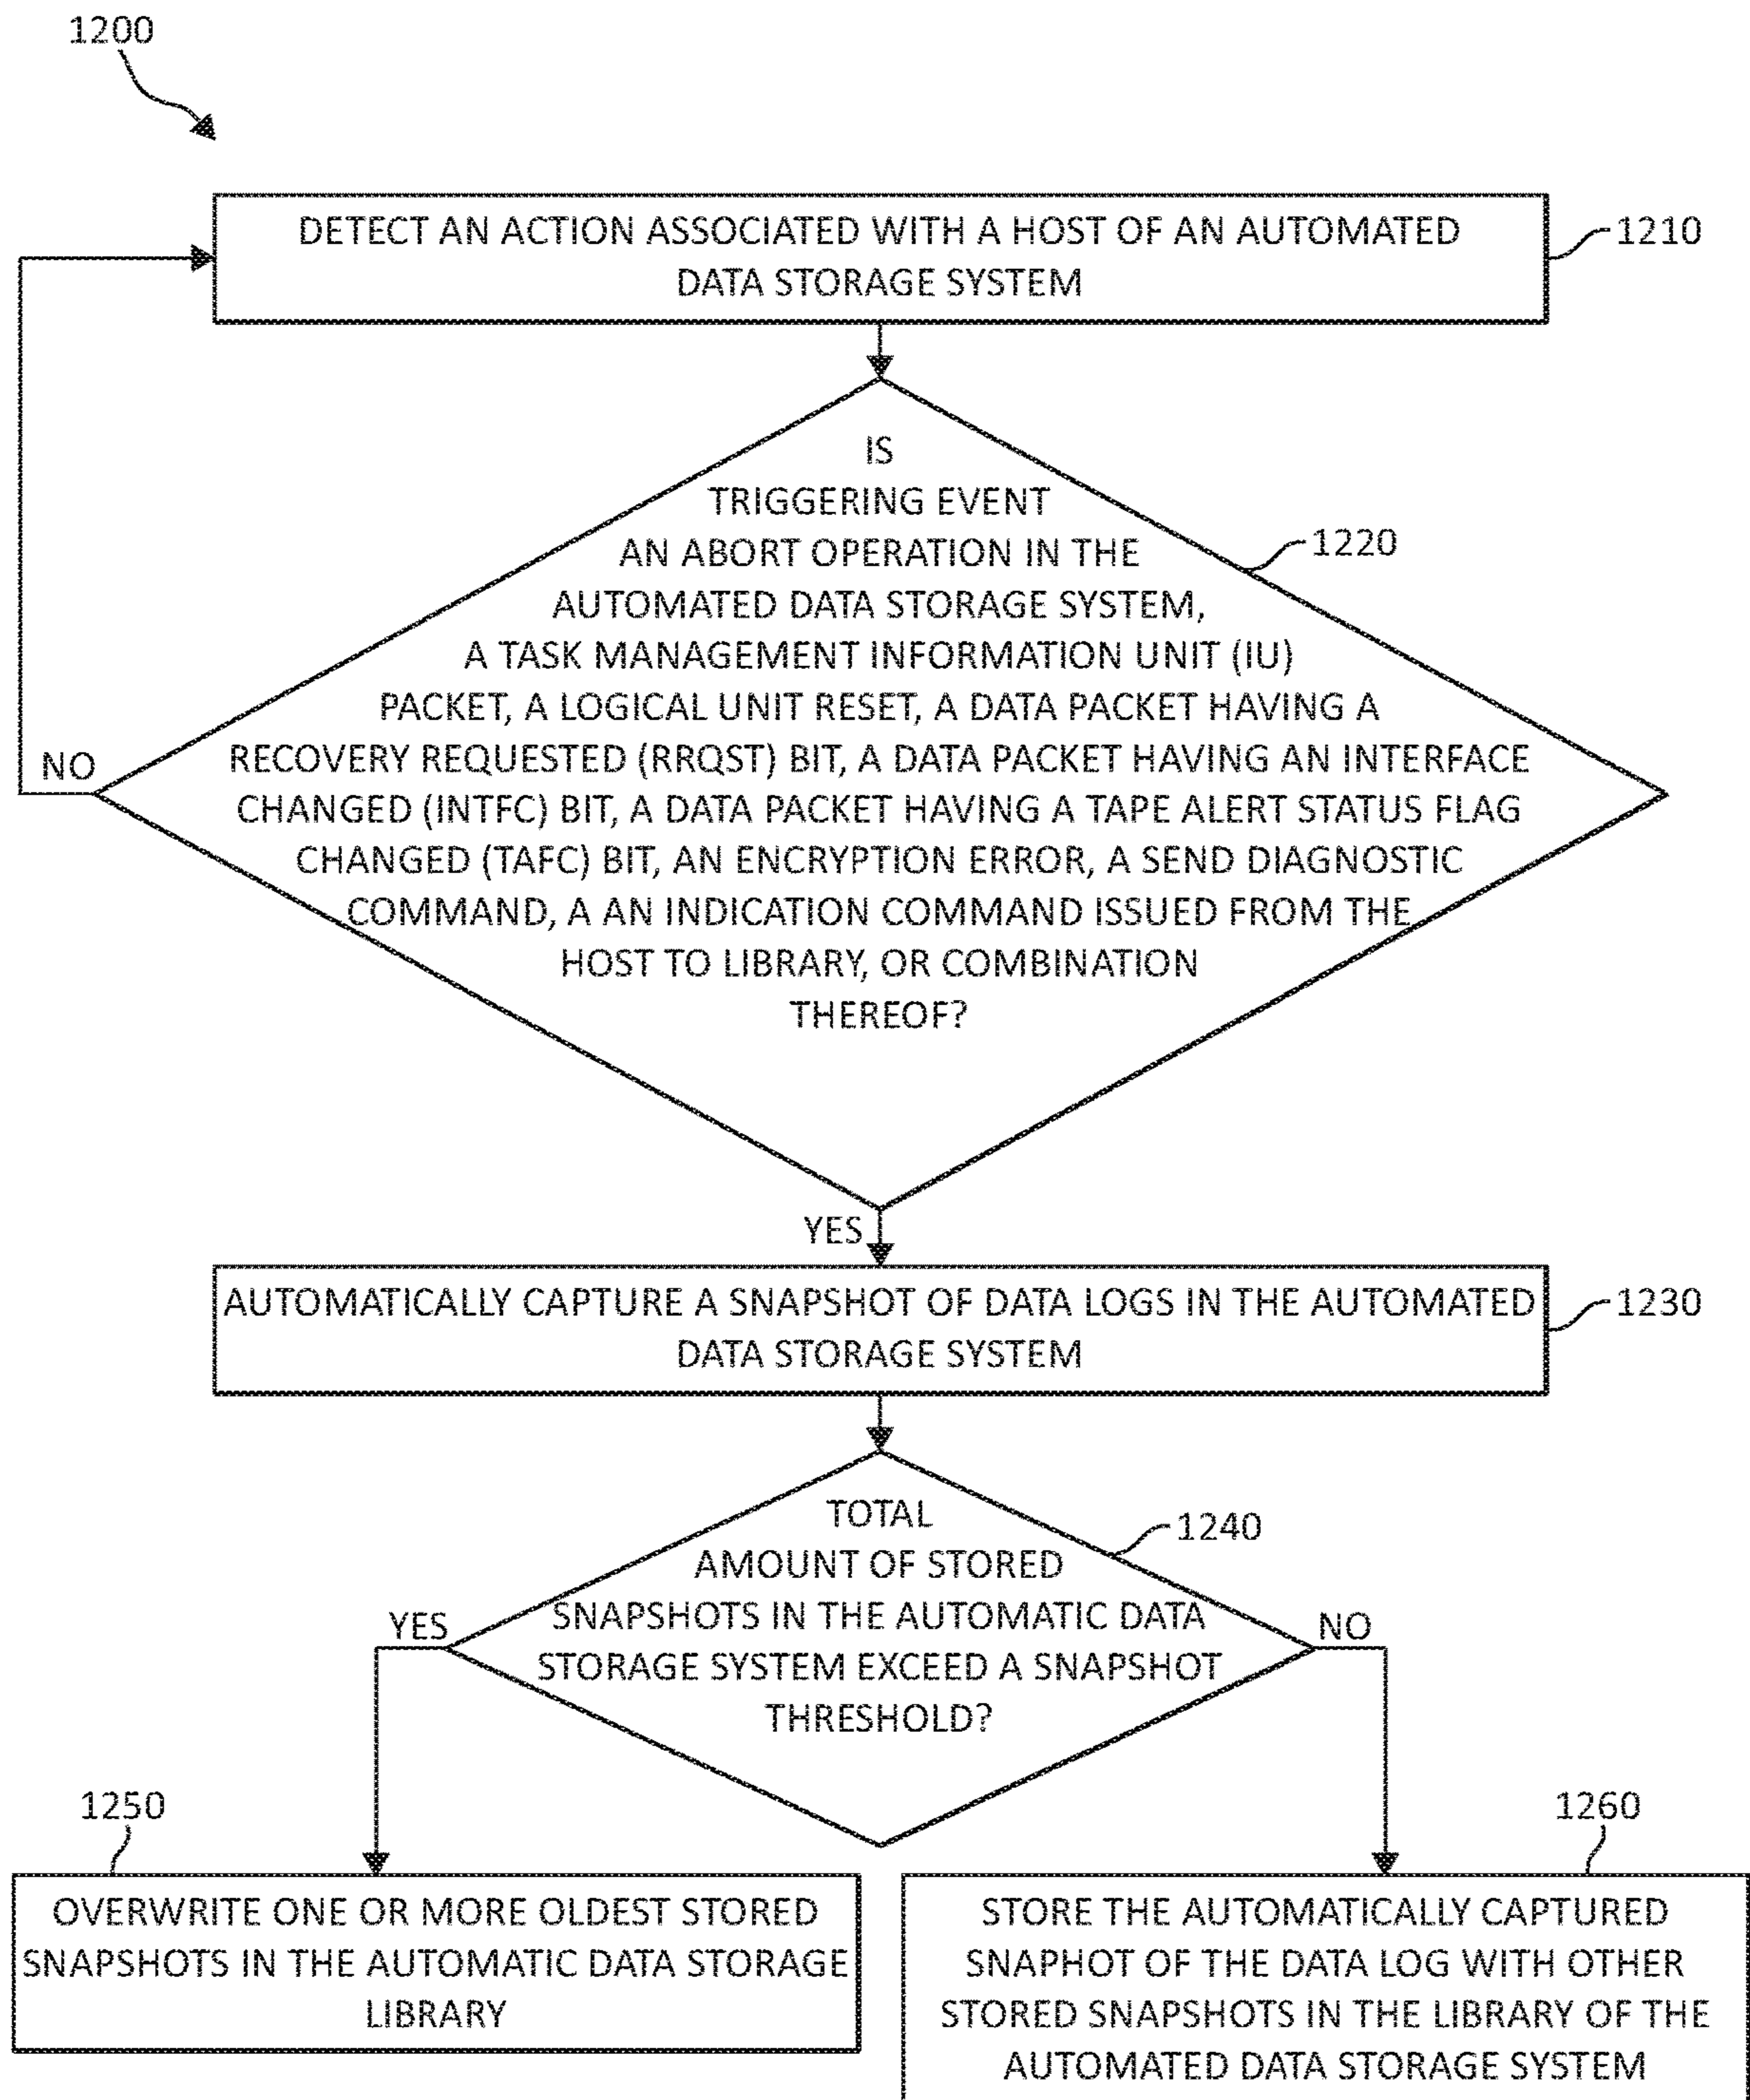 1200
DETECT AN ACTION ASSOCIATED WITH A HOST OF AN AUTOMATED
DATA STORAGE SYSTEM
1210
IS
TRIGGERING EVENT
AN ABORT OPERATION IN THE
1220
AUTOMATED DATA STORAGE SYSTEM,
A TASK MANAGEMENT INFORMATION UNIT (IU)
PACKET, A LOGICAL UNIT RESET, A DATA PACKET HAVING A
RECOVERY REQUESTED (RRQST) BIT, A DATA PACKET HAVING AN INTERFACE
NO
CHANGED (INTFC) BIT, A DATA PACKET HAVING A TAPE ALERT STATUS FLAG
CHANGED (TAFC) BIT, AN ENCRYPTION ERROR, A SEND DIAGNOSTIC
COMMAND, A AN INDICATION COMMAND ISSUED FROM THE
HOST TO LIBRARY, OR COMBINATION
THEREOF?
YES
AUTOMATICALLY CAPTURE A SNAPSHOT OF DATA LOGS IN THE AUTOMATED
DATA STORAGE SYSTEM
1230
TOTAL
AMOUNT OF STORED
SNAPSHOTS IN THE AUTOMATIC DATA
STORAGE SYSTEM EXCEED A SNAPSHOT
THRESHOLD?
1240
YES
NO
1250
OVERWRITE ONE OR MORE OLDEST STORED
SNAPSHOTS IN THE AUTOMATIC DATA STORAGE
LIBRARY
1260
STORE THE AUTOMATICALLY CAPTURED
SNAPHOT OF THE DATA LOG WITH OTHER
STORED SNAPSHOTS IN THE LIBRARY OF THE
AUTOMATED DATA STORAGE SYSTEM